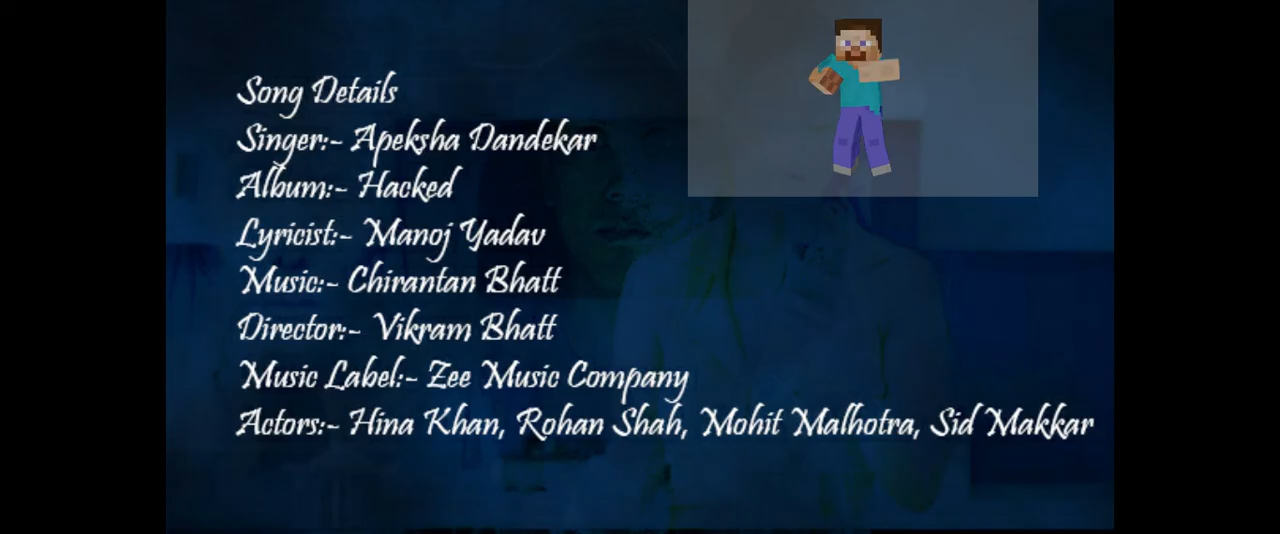 Song Details
Singer:- Apeksha Dandekar
Album:- Hacked
Lyricist:- Manoj Yadav
Music:- Chirantan Bhatt
Director:- Vikram Bhatt
Music Label:- Zee Music Company
Actors:- Hina Khan, Rohan Shah, Mohit Malhotra, Sid Makkar